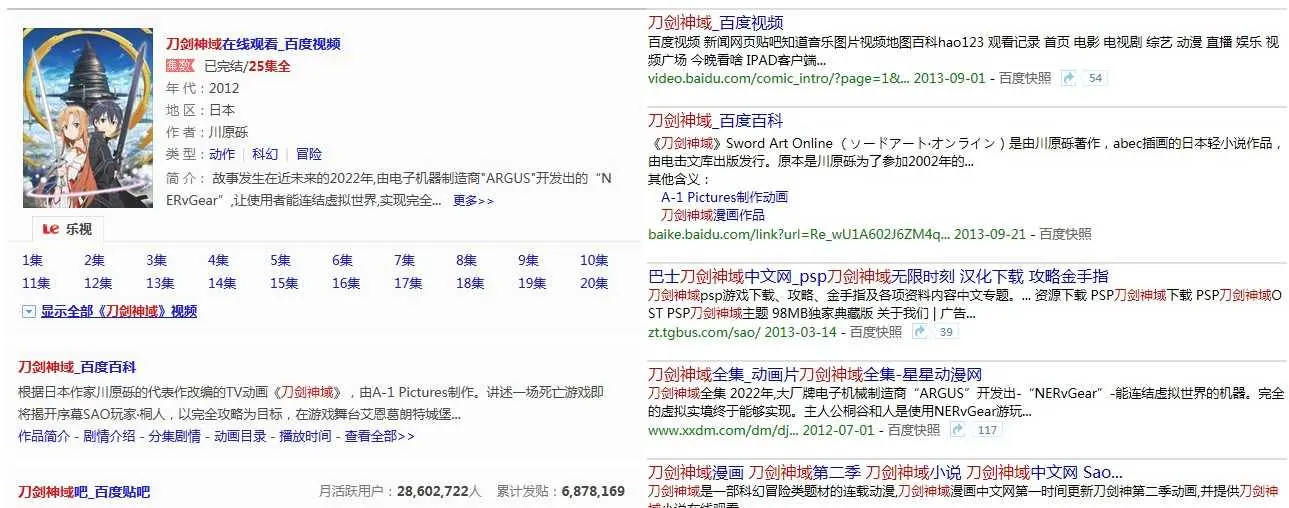 刀剑神域在线观看_百度视频
集数 已完结/25集全
年 代：2012
地 区：日本
作 者：川原砾
类 型：动作 | 科幻 | 冒险
简 介： 故事发生在近未来的2022年,由电子机器制造商"ARGUS"开发出的“N
ERvGear”,让使用者能连结虚拟世界,实现完全... 更多>>
Le 乐视
1集 2集 3集 4集 5集 6集 7集 8集 9集 10集
11集 12集 13集 14集 15集 16集 17集 18集 19集 20集
显示全部《刀剑神域》视频
刀剑神域_百度百科
根据日本作家川原砾的代表作改编的TV动画《刀剑神域》，由A-1 Pictures制作。讲述一场死亡游戏即
将揭开序幕SAO玩家·桐人，以完全攻略为目标，在游戏舞台艾恩葛朗特城堡...
作品简介 - 剧情介绍 - 分集剧情 - 动画目录 - 播放时间 - 查看全部>>
刀剑神域吧_百度贴吧 月活跃用户：28,602,722人 累计发贴：6,878,169
刀剑神域_百度视频
百度视频 新闻网页贴吧知道音乐图片视频地图百科hao123 观看记录 首页 电影 电视剧 综艺 动漫 直播 娱乐 视
频广场 今晚看啥 IPAD客户端...
video.baidu.com/comic_intro/?page=1&... 2013-09-01 - 百度快照 54
刀剑神域_百度百科
《刀剑神域》Sword Art Online（ソードアート·オンライン）是由川原砾著作，abec插画的日本轻小说作品，
由电击文库出版发行。原本是川原砾为了参加2002年的...
其他含义：
A-1 Pictures制作动画
刀剑神域漫画作品
baike.baidu.com/link?url=Re_wU1A602J6ZM4q... 2013-09-21 - 百度快照
巴士刀剑神域中文网_psp刀剑神域无限时刻 汉化下载 攻略金手指
刀剑神域psp游戏下载、攻略、金手指及各项资料内容中文专题。... 资源下载 PSP刀剑神域下载 PSP刀剑神域O
ST PSP刀剑神域主题 98MB独家典藏版 关于我们 | 广告...
zt.tgbus.com/sao/ 2013-03-14 - 百度快照 39
刀剑神域全集_动画片刀剑神域全集-星星动漫网
刀剑神域全集 2022年,大厂牌电子机械制造商“ARGUS”开发出-“NERvGear”-能连结虚拟世界的机器。完全
的虚拟实境终于能够实现。主人公桐谷和人是使用NERvGear游玩...
www.xxdm.com/dm/dj... 2012-07-01 - 百度快照 117
刀剑神域漫画 刀剑神域第二季 刀剑神域小说 刀剑神域中文网 Sao...
刀剑神域是一部科幻冒险类题材的连载动漫,刀剑神域漫画中文网第一时间更新刀剑神第二季动画,并提供刀剑神